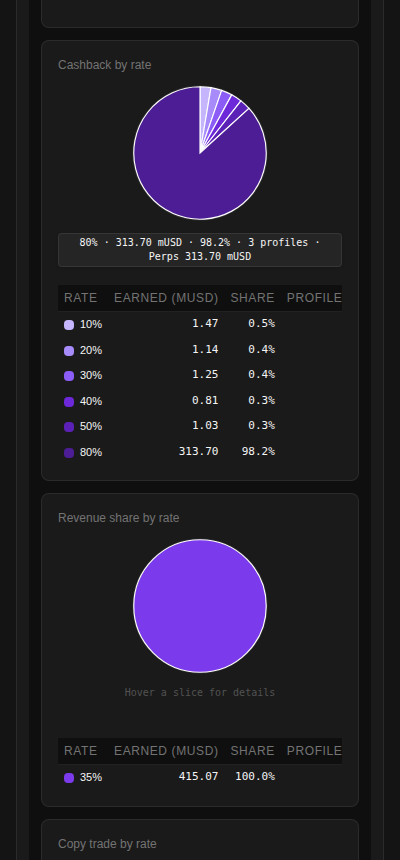 Cashback by rate
80% · 313.70 mUSD · 98.2% · 3 profiles ·
Perps 313.70 mUSD
RATE EARNED (MUSD) SHARE PROFILE
10% 1.47 0.5%
20% 1.14 0.4%
30% 1.25 0.4%
40% 0.81 0.3%
50% 1.03 0.3%
80% 313.70 98.2%
Revenue share by rate
Hover a slice for details
RATE EARNED (MUSD) SHARE PROFILE
35% 415.07 100.0%
Copy trade by rate